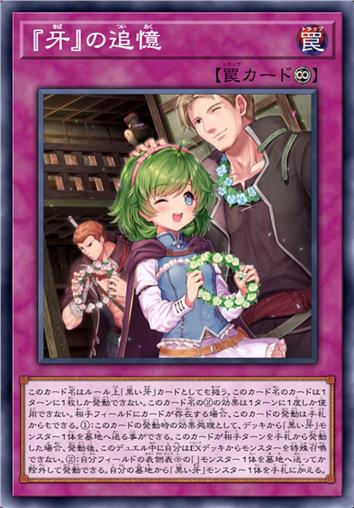 『牙』の追憶
きば
つい
おく
トラップ
罠
【罠カード】
トラップ
このカード名はルール上「黒い牙」カードとしても扱う。このカード名のカードは1
ターンに1枚しか発動できない。このカード名の②の効果は1ターンに1度しか使
用できない。相手フィールドにカードが存在する場合、このカードの発動は手札
からもできる。①:このカードの発動時の効果処理として、デッキから「黒い牙」
モンスター1体を墓地へ送る事ができる。このカードが相手ターンを手札から発動
した場合、発動後、このデュエル中に自分はEXデッキからモンスターを特殊召喚
できない。②:自分フィールドの表側表示の「」モンスター1体を墓地へ送ってか
除外して発動できる。自分の墓地から「黒い牙」モンスター1体を手札に加える。